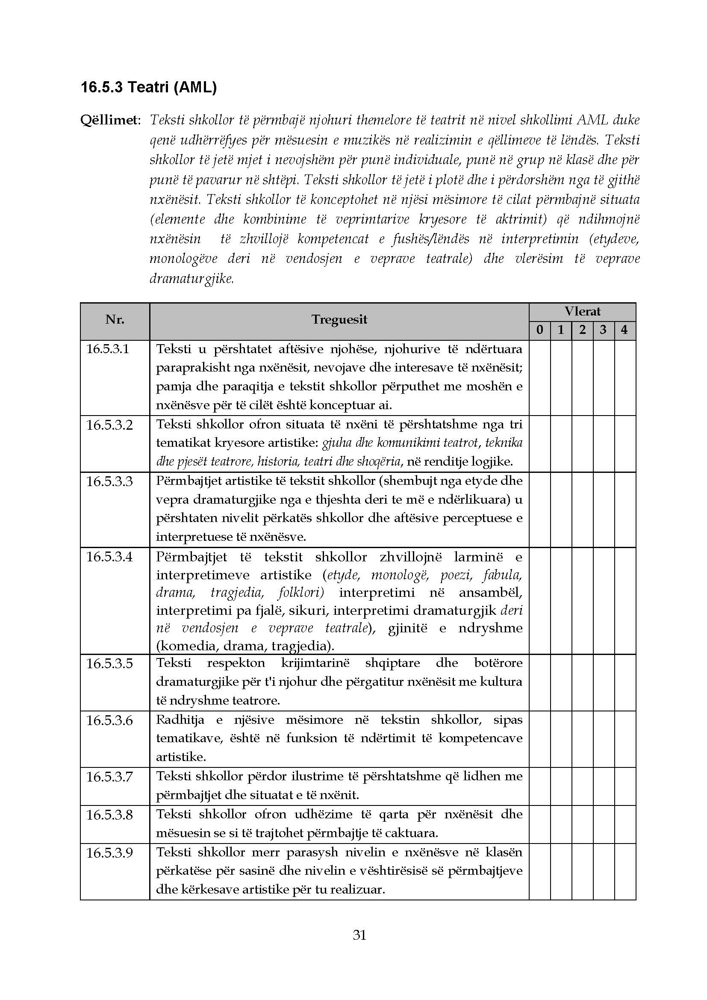 16.5.3 Teatri (AML)
Qëllimet: Teksti shkollor të përmbajë njohuri themelore të teatrit në nivel shkollimi AML duke
qenë udhërrëfyes për mësuesin e muzikës në realizimin e qëllimeve të lëndës. Teksti
shkollor të jetë mjet i nevojshëm për punë individuale, punë në grup në klasë dhe për
punë të pavarur në shtëpi. Teksti shkollor të jetë i plotë dhe i përdorshëm nga të gjithë
nxënësit. Teksti shkollor të konceptohet në njësi mësimore të cilat përmbajnë situata
(elemente dhe kombinime të veprimtarive kryesore të aktrimit) që ndihmojnë
nxënësin të zhvillojë kompetencat e fushës/lëndës në interpretimin (etydeve,
monologëve deri në vendosjen e veprave teatrale) dhe vlerësim të veprave
dramaturgjike.
Nr. Treguesit Vlerat
0 1 2 3 4
16.5.3.1 Teksti u përshtatet aftësive njohëse, njohurive të ndërtuara
paraprakisht nga nxënësit, nevojave dhe interesave të nxënësit;
pamja dhe paraqitja e tekstit shkollor përputhet me moshën e
nxënësve për të cilët është konceptuar ai.
16.5.3.2 Teksti shkollor ofron situata të nxëni të përshtatshme nga tri
tematikat kryesore artistike: gjuha dhe komunikimi teatrot, teknika
dhe pjesët teatrore, historia, teatri dhe shoqëria, në renditje logjike.
16.5.3.3 Përmbajtjet artistike të tekstit shkollor (shembujt nga etyde dhe
vepra dramaturgjike nga e thjeshta deri te më e ndërlikuara) u
përshtaten nivelit përkatës shkollor dhe aftësive perceptuese e
interpretuese të nxënësve.
16.5.3.4 Përmbajtjet të tekstit shkollor zhvillojnë larminë e
interpretimeve artistike (etyde, monologë, poezi, fabula,
drama, tragjedia, folklori) interpretimi në ansambël,
interpretimi pa fjalë, sikuri, interpretimi dramaturgjik deri
në vendosjen e veprave teatrale), gjinitë e ndryshme
(komedia, drama, tragjedia).
16.5.3.5 Teksti respekton krijimtarinë shqiptare dhe botërore
dramaturgjike për t'i njohur dhe përgatitur nxënësit me kultura
të ndryshme teatrore.
16.5.3.6 Radhitja e njësive mësimore në tekstin shkollor, sipas
tematikave, është në funksion të ndërtimit të kompetencave
artistike.
16.5.3.7 Teksti shkollor përdor ilustrime të përshtatshme që lidhen me
përmbajtjet dhe situatat e të nxënit.
16.5.3.8 Teksti shkollor ofron udhëzime të qarta për nxënësit dhe
mësuesin se si të trajtohet përmbajtje të caktuara.
16.5.3.9 Teksti shkollor merr parasysh nivelin e nxënësve në klasën
përkatëse për sasinë dhe nivelin e vështirësisë së përmbajtjeve
dhe kërkesave artistike për tu realizuar.
31